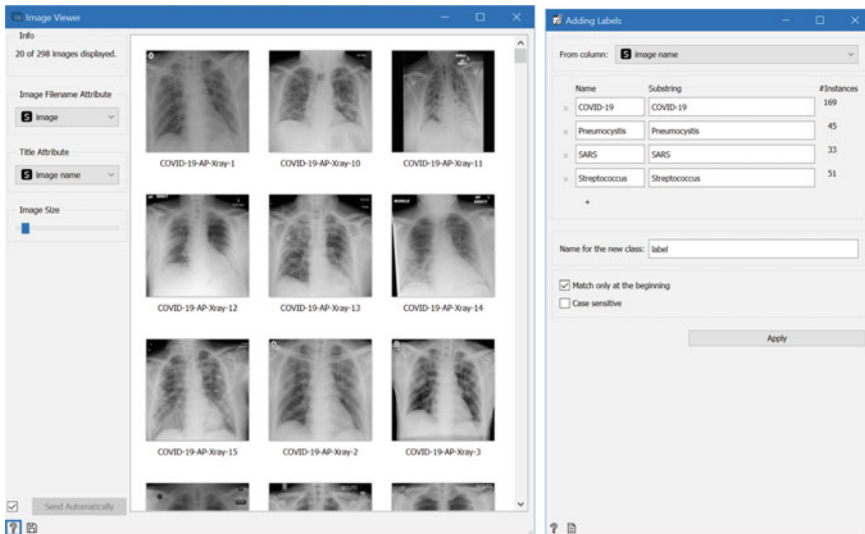 Image Viewer
Info
20 of 298 images displayed.
Image Filename Attribute
S image
Title Attribute
S image name
Image Size
COVID-19-AP-Xray-1
COVID-19-AP-Xray-10
COVID-19-AP-Xray-11
COVID-19-AP-Xray-12
COVID-19-AP-Xray-13
COVID-19-AP-Xray-14
COVID-19-AP-Xray-15
COVID-19-AP-Xray-2
COVID-19-AP-Xray-3
Send Automatically
Adding Labels
From column: S image name
Name Substring #Instances
COVID-19 COVID-19 169
Pneumocystis Pneumocystis 45
SARS SARS 33
Streptococcus Streptococcus 51
+
Name for the new class: label
Match only at the beginning
Case sensitive
Apply